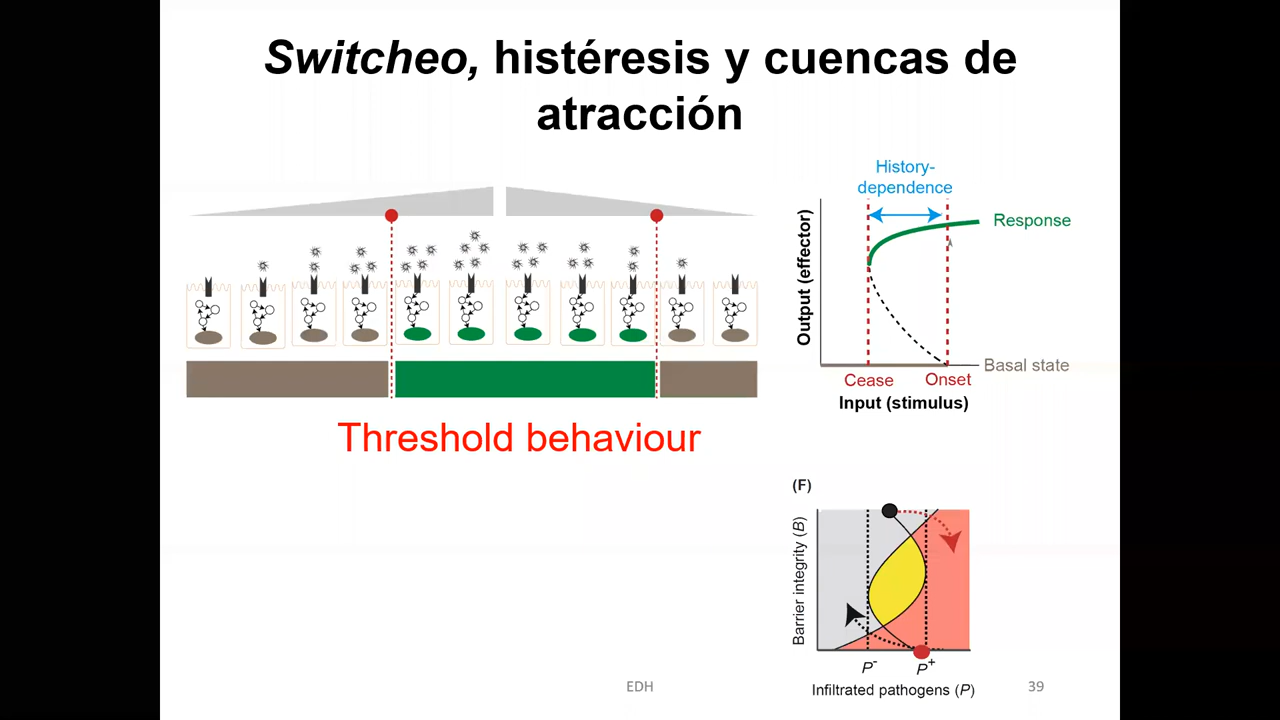 Switcheo, histéresis y cuencas de
atracción
History-
dependence
Response
Output (effector)
Basal state
Cease
Onset
Input (stimulus)
Threshold behaviour
(F)
Barrier integrity (B)
P-
P+
Infiltrated pathogens (P)
EDH
39